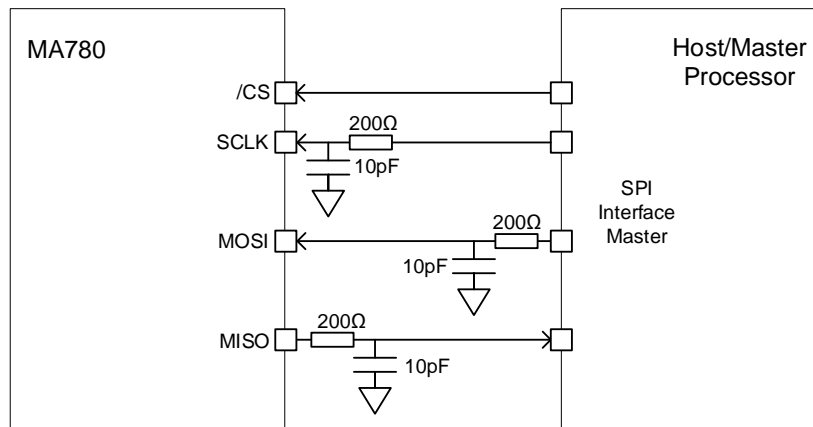 MA780
Host/Master
Processor
/CS
SCLK
200Ω
10pF
SPI
Interface
Master
MOSI
200Ω
10pF
MISO
200Ω
10pF